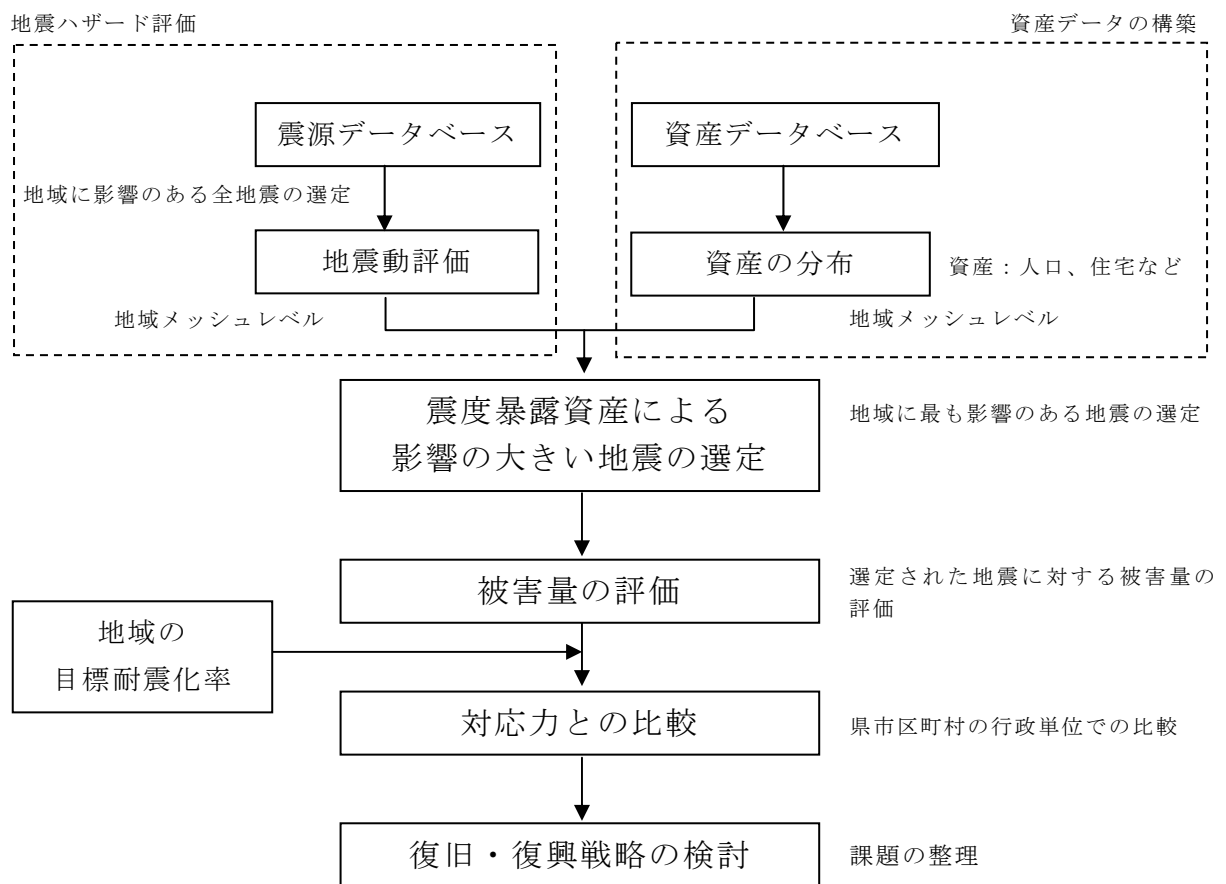 地震ハザード評価
資産データの構築
震源データベース
資産データベース
地域に影響のある全地震の選定
地震動評価
資産の分布
資産：人口、住宅など
地域メッシュレベル
地域メッシュレベル
震度暴露資産による
影響の大きい地震の選定
地域に最も影響のある地震の選定
被害量の評価
選定された地震に対する被害量の
評価
地域の
目標耐震化率
対応力との比較
県市区町村の行政単位での比較
復旧・復興戦略の検討
課題の整理